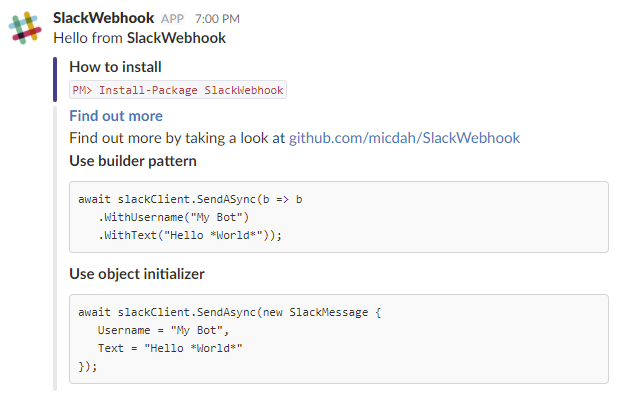 SlackWebhook APP 7:00 PM
Hello from SlackWebhook
How to install
PM> Install-Package SlackWebhook
Find out more
Find out more by taking a look at github.com/micdah/SlackWebhook
Use builder pattern
await slackClient.SendASync(b => b
   .WithUsername("My Bot")
   .WithText("Hello *World*"));
Use object initializer
await slackClient.SendAsync(new SlackMessage {
   Username = "My Bot",
   Text = "Hello *World*"
});